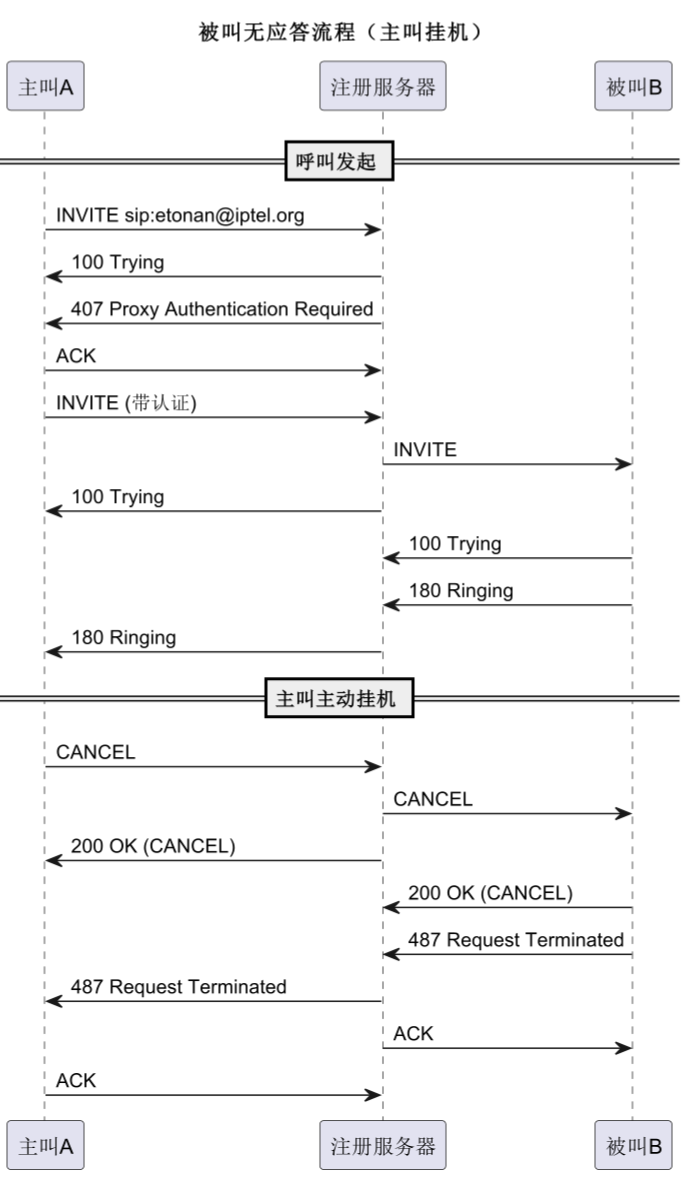 被叫无应答流程（主叫挂机）
主叫A 注册服务器 被叫B
呼叫发起
INVITE sip:etonan@iptel.org
100 Trying
407 Proxy Authentication Required
ACK
INVITE (带认证)
INVITE
100 Trying
100 Trying
180 Ringing
180 Ringing
主叫主动挂机
CANCEL
CANCEL
200 OK (CANCEL)
200 OK (CANCEL)
487 Request Terminated
487 Request Terminated
ACK
ACK
主叫A 注册服务器 被叫B